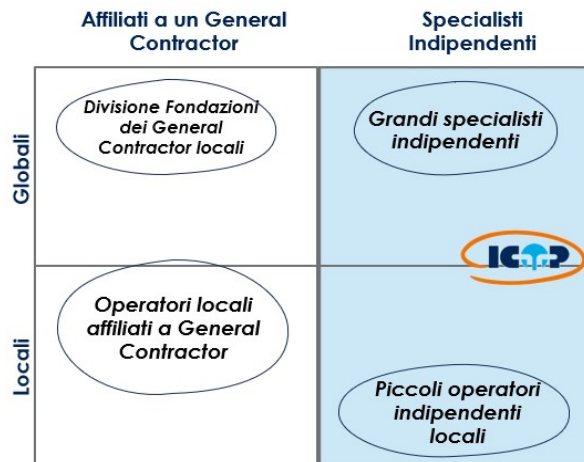 Affiliati a un General
Contractor
Specialisti
Indipendenti
Globali
Divisione Fondazioni
dei General
Contractor locali
Grandi specialisti
indipendenti
ICOP
Locali
Operatori locali
affiliati a General
Contractor
Piccoli operatori
indipendenti
locali